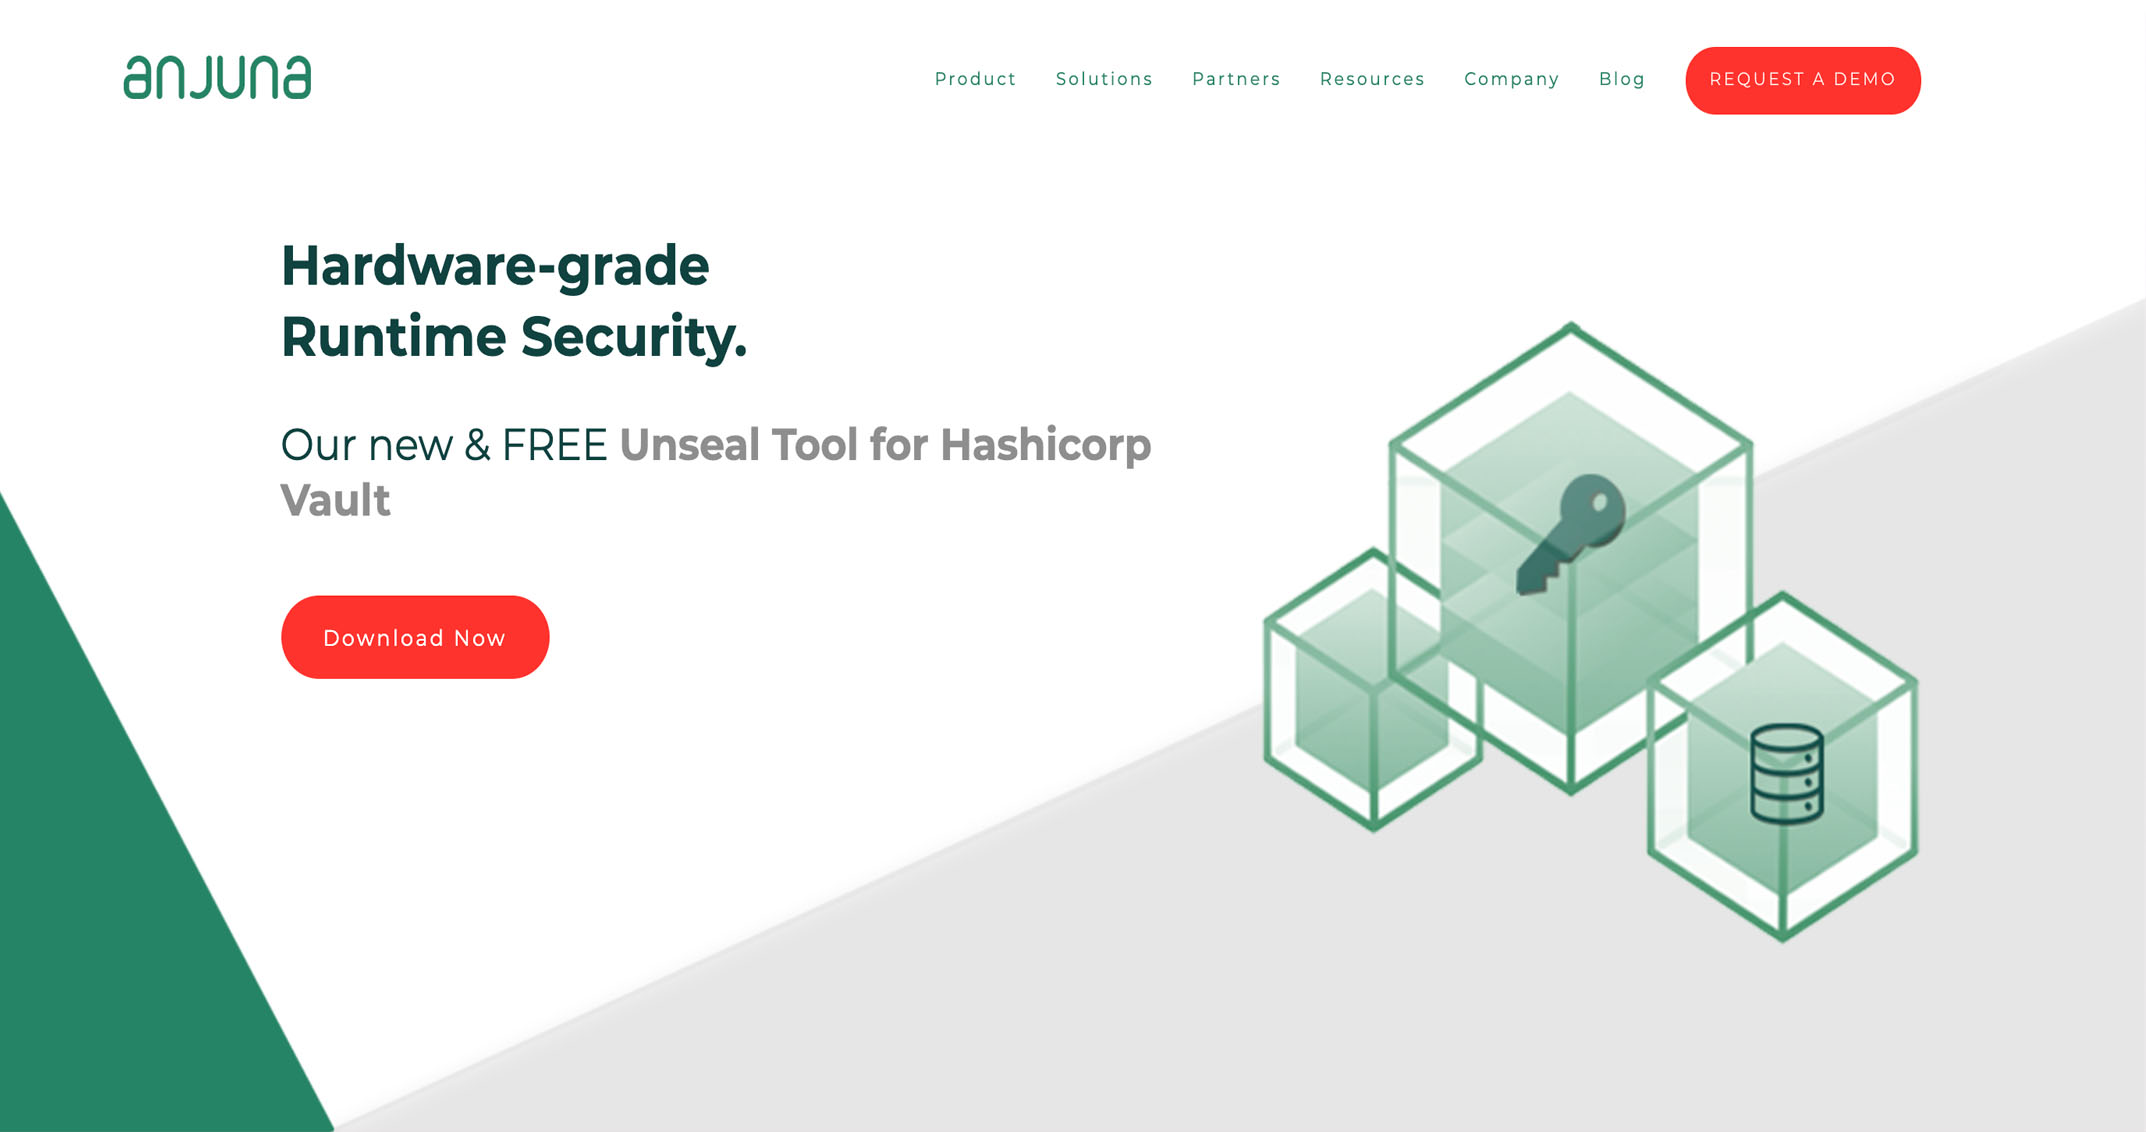 anjuna
Product Solutions Partners Resources Company Blog REQUEST A DEMO
Hardware-grade
Runtime Security.
Our new & FREE Unseal Tool for Hashicorp
Vault
Download Now